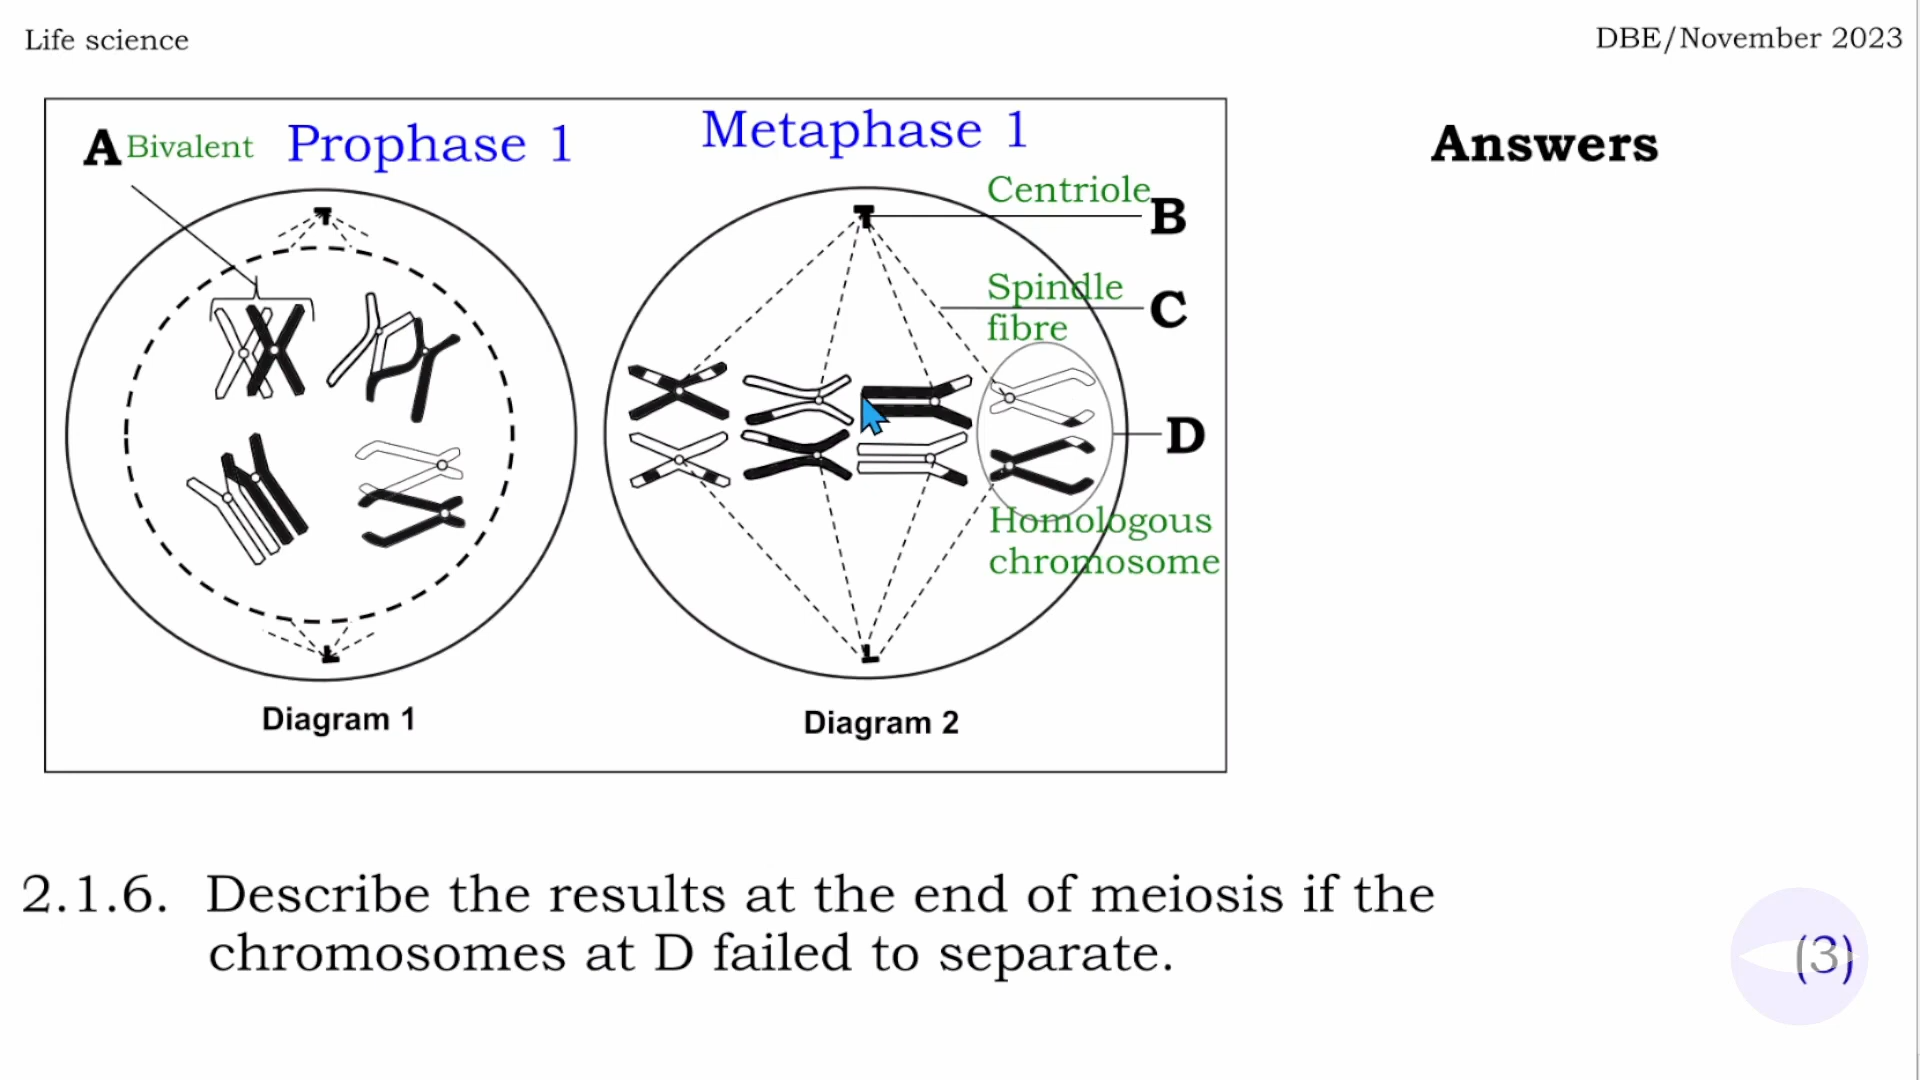 Life science
DBE/November 2023
A Bivalent
Prophase 1
Metaphase 1
Answers
Centriole
B
Spindle
fibre
C
D
Homologous
chromosome
Diagram 1
Diagram 2
2.1.6. Describe the results at the end of meiosis if the
chromosomes at D failed to separate.
(3)